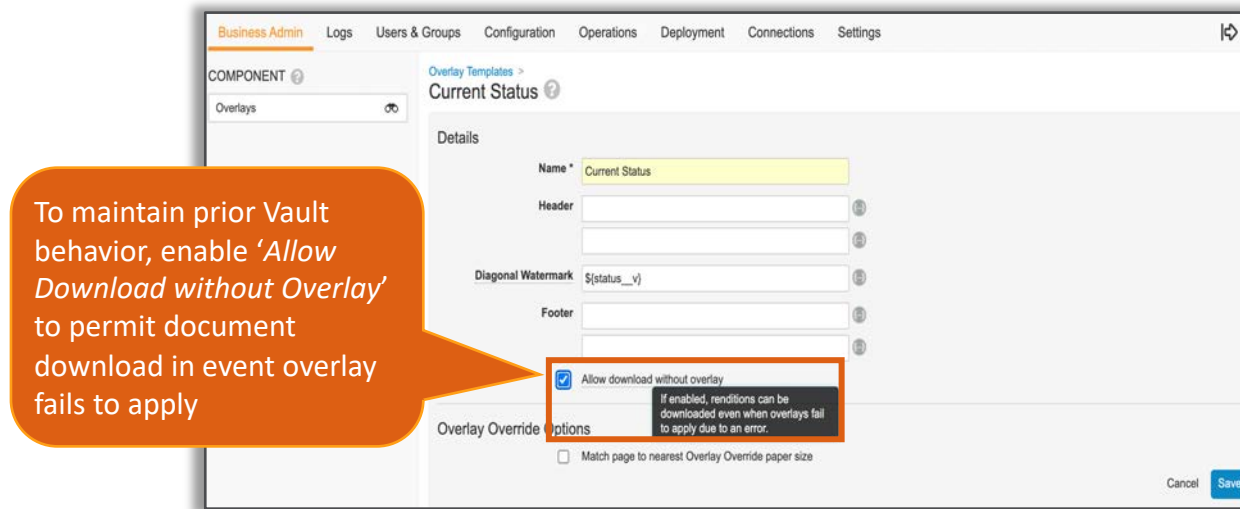 Business Admin Logs Users & Groups Configuration Operations Deployment Connections Settings
COMPONENT
Overlays
Overlay Templates >
Current Status
Details
Name * Current Status
Header
Diagonal Watermark ${status__v}
Footer
Allow download without overlay
If enabled, renditions can be
downloaded even when overlays fail
to apply due to an error.
Overlay Override Options
Match page to nearest Overlay Override paper size
Cancel Save
To maintain prior Vault
behavior, enable ‘Allow
Download without Overlay’
to permit document
download in event overlay
fails to apply